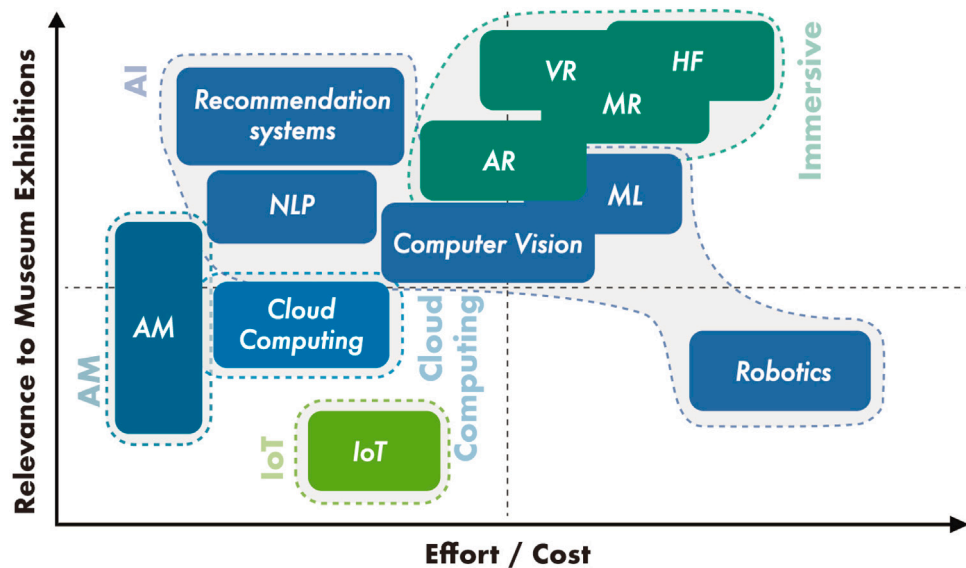 Relevance to Museum Exhibitions
AI
Recommendation
systems
NLP
VR
HF
MR
AR
ML
Computer Vision
Immersive
AM
AM
Cloud
Computing
Cloud
Computing
Robotics
IoT
IoT
Effort / Cost